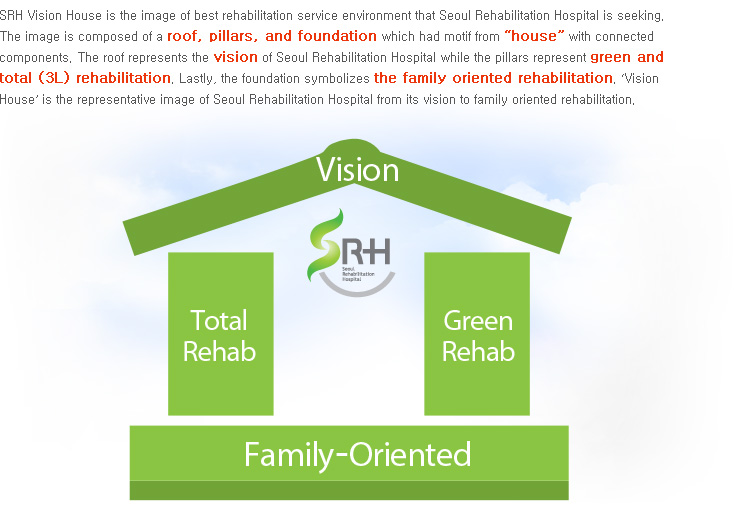 SRH Vision House is the image of best rehabilitation service environment that Seoul Rehabilitation Hospital is seeking.
The image is composed of a roof, pillars, and foundation which had motif from “house” with connected
components. The roof represents the vision of Seoul Rehabilitation Hospital while the pillars represent green and
total (3L) rehabilitation. Lastly, the foundation symbolizes the family oriented rehabilitation. ‘Vision
House’ is the representative image of Seoul Rehabilitation Hospital from its vision to family oriented rehabilitation.
Vision
SRH
Seoul
Rehabilitation
Hospital
Total
Rehab
Green
Rehab
Family-Oriented